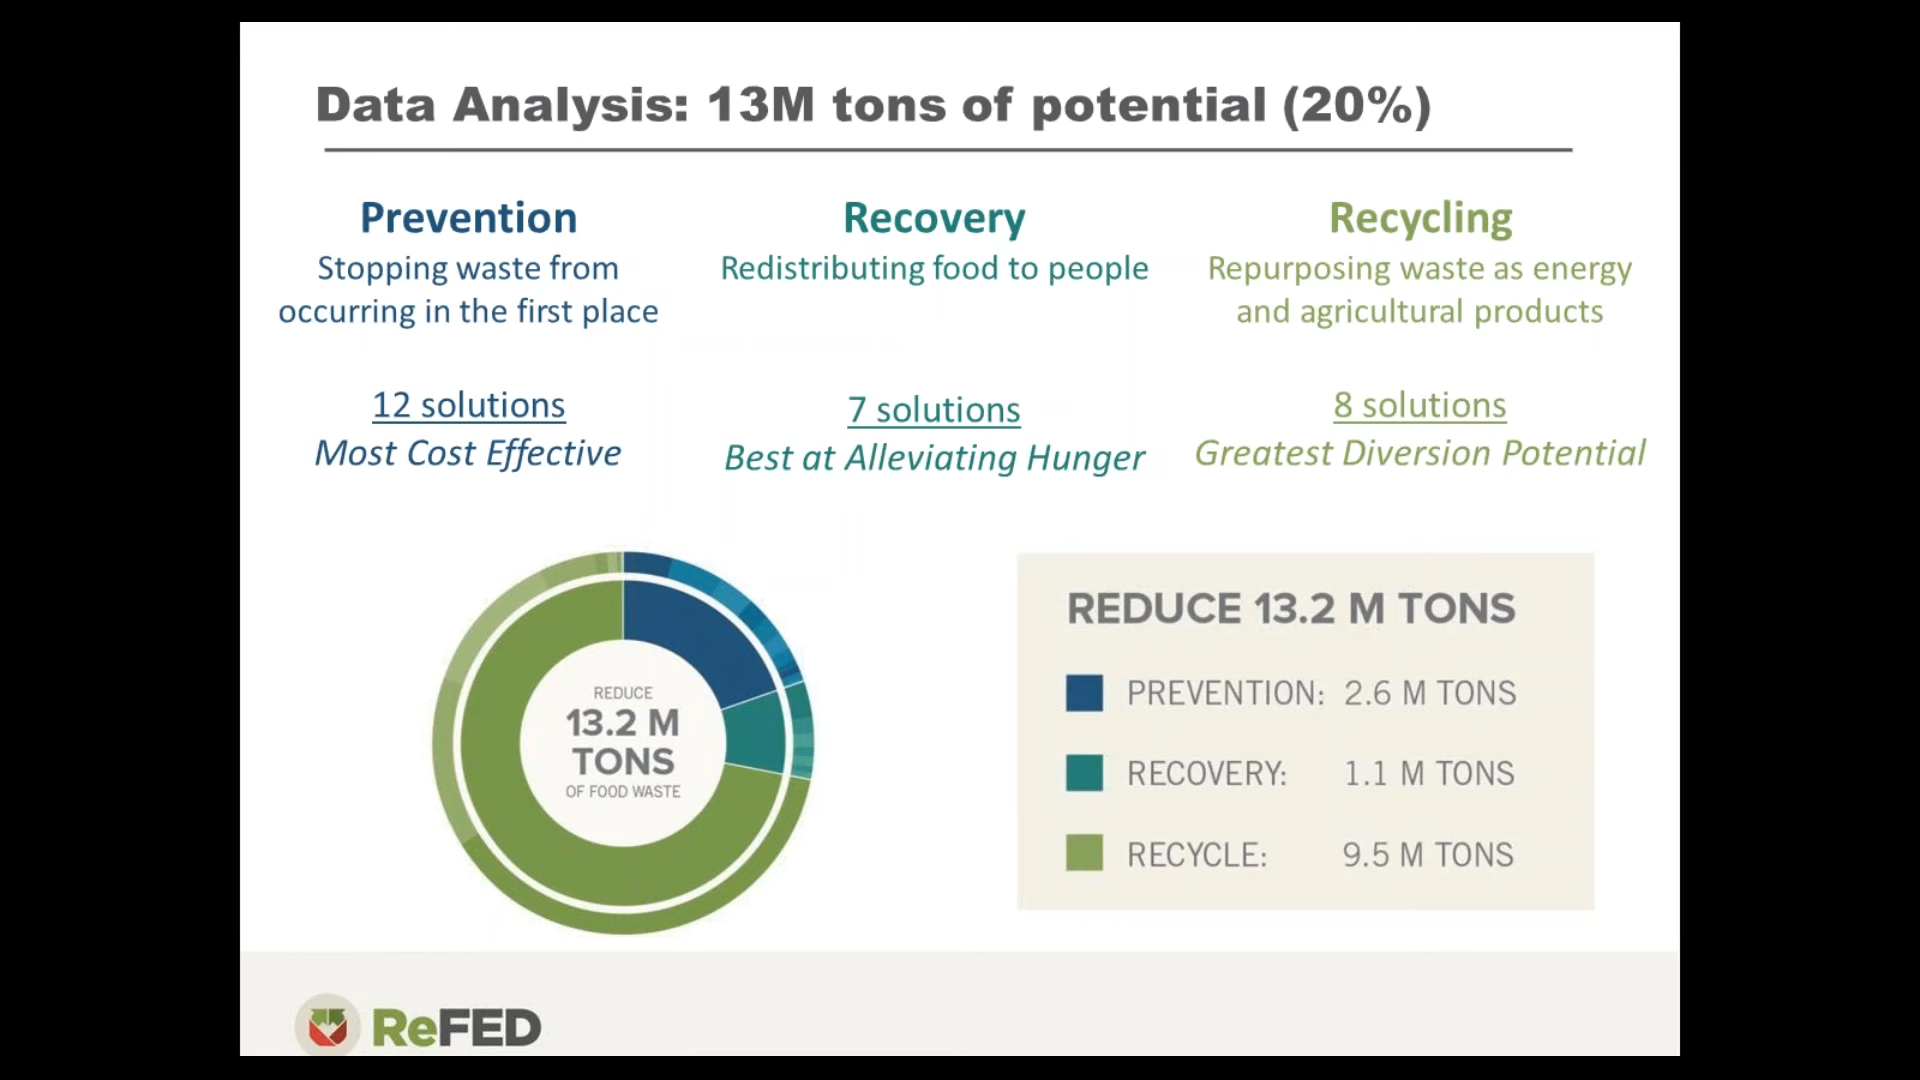 Data Analysis: 13M tons of potential (20%)
Prevention
Stopping waste from
occurring in the first place
12 solutions
Most Cost Effective
Recovery
Redistributing food to people
7 solutions
Best at Alleviating Hunger
Recycling
Repurposing waste as energy
and agricultural products
8 solutions
Greatest Diversion Potential
REDUCE
13.2 M
TONS
OF FOOD WASTE
REDUCE 13.2 M TONS
PREVENTION: 2.6 M TONS
RECOVERY: 1.1 M TONS
RECYCLE: 9.5 M TONS
ReFED